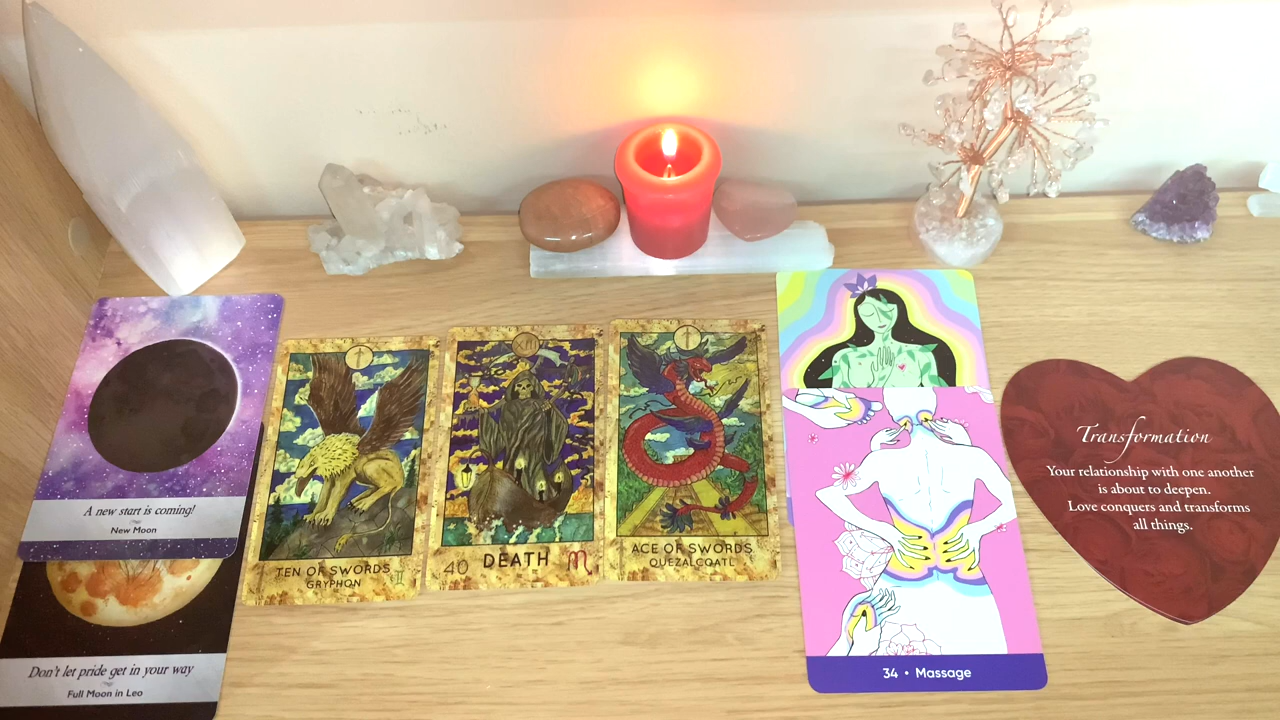 A new start is coming!
New Moon
Don't let pride get in your way
Full Moon in Leo
TEN OF SWORDS
GRYPHON
XIII
40 DEATH
ACE OF SWORDS
QUEZALCOATL
34 • Massage
Transformation
Your relationship with one another
is about to deepen.
Love conquers and transforms
all things.